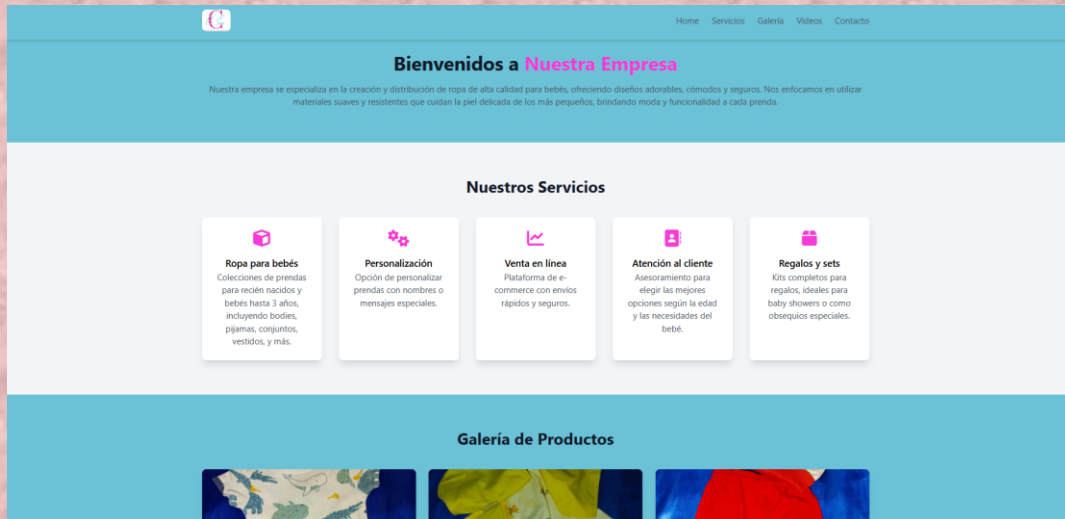 G
Home Servicios Galería Videos Contacto
Bienvenidos a Nuestra Empresa
Nuestra empresa se especializa en la creación y distribución de ropa de alta calidad para bebés, ofreciendo diseños adorables, cómodos y seguros. Nos enfocamos en utilizar
materiales suaves y resistentes que cuidan la piel delicada de los más pequeños, brindando moda y funcionalidad a cada prenda.
Nuestros Servicios
Ropa para bebés
Colecciones de prendas
para recién nacidos y
bebés hasta 3 años,
incluyendo bodies,
pijamas, conjuntos,
vestidos, y más.
Personalización
Opción de personalizar
prendas con nombres o
mensajes especiales.
Venta en línea
Plataforma de e-
commerce con envíos
rápidos y seguros.
Atención al cliente
Asesoramiento para
elegir las mejores
opciones según la edad
y las necesidades del
bebé.
Regalos y sets
Kits completos para
regalos, ideales para
baby showers o como
obsequios especiales.
Galería de Productos